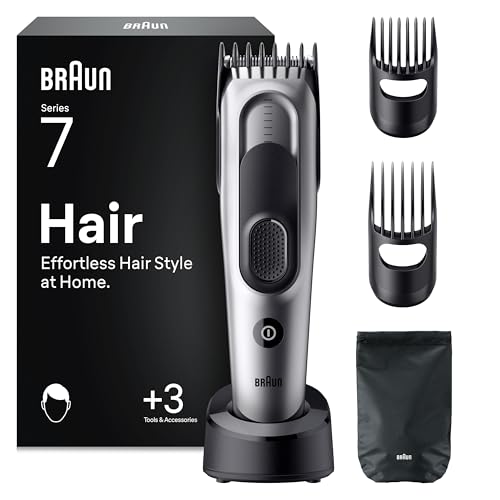 BRAUN
Series
7
Hair
Effortless Hair Style
at Home.
+3
Tools & Accessories
BRAUN
BRAUN